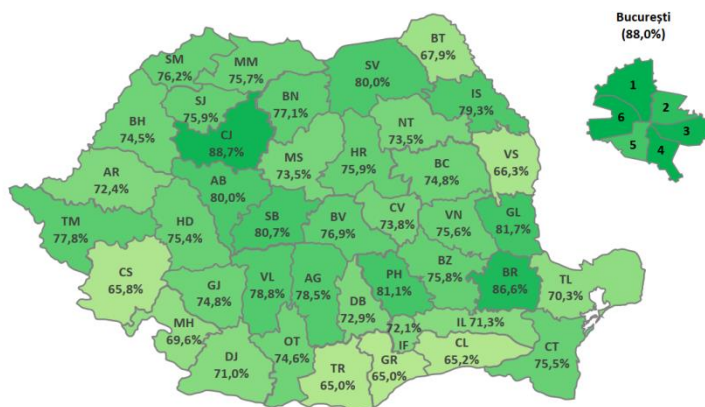 București
(88,0%)
1
2
3
4
5
6
BT
67,9%
SM
76,2%
MM
75,7%
SV
80,0%
IS
79,3%
SJ
75,9%
BN
77,1%
BH
74,5%
CJ
88,7%
NT
73,5%
VS
66,3%
MS
73,5%
HR
75,9%
BC
74,8%
AR
72,4%
AB
80,0%
TM
77,8%
HD
75,4%
SB
80,7%
BV
76,9%
CV
73,8%
VN
75,6%
GL
81,7%
CS
65,8%
GJ
74,8%
VL
78,8%
AG
78,5%
PH
81,1%
BZ
75,8%
BR
86,6%
TL
70,3%
DB
72,9%
MH
69,6%
72,1%
IF
IL 71,3%
DJ
71,0%
OT
74,6%
TR
65,0%
GR
65,0%
CL
65,2%
CT
75,5%